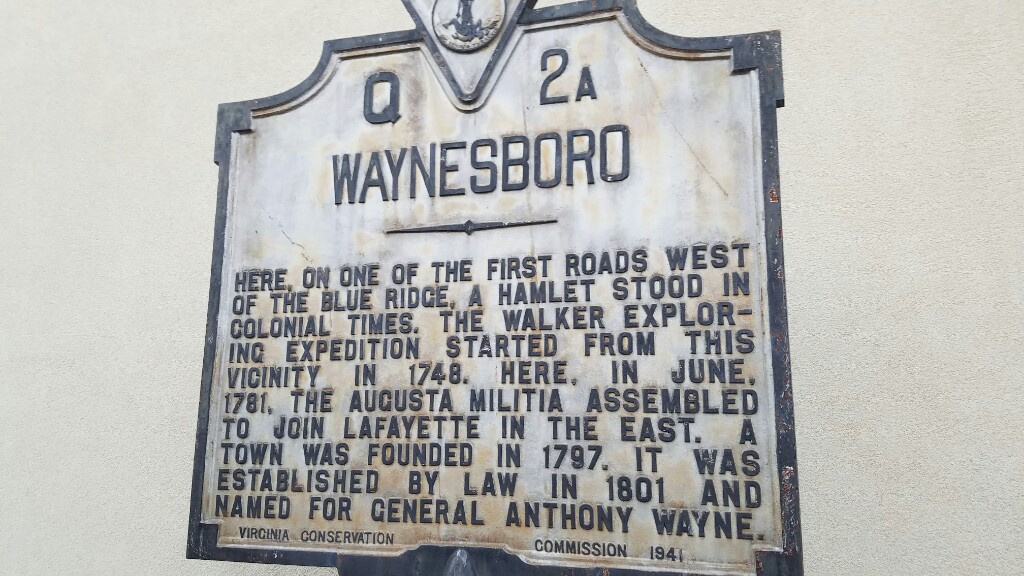 Q 2A
WAYNESBORO
HERE, ON ONE OF THE FIRST ROADS WEST
OF THE BLUE RIDGE, A HAMLET STOOD IN
COLONIAL TIMES. THE WALKER EXPLOR-
ING EXPEDITION STARTED FROM THIS
VICINITY IN 1748. HERE, IN JUNE,
1781, THE AUGUSTA MILITIA ASSEMBLED
TO JOIN LAFAYETTE IN THE EAST. A
TOWN WAS FOUNDED IN 1797. IT WAS
ESTABLISHED BY LAW IN 1801 AND
NAMED FOR GENERAL ANTHONY WAYNE.
VIRGINIA CONSERVATION COMMISSION 1941